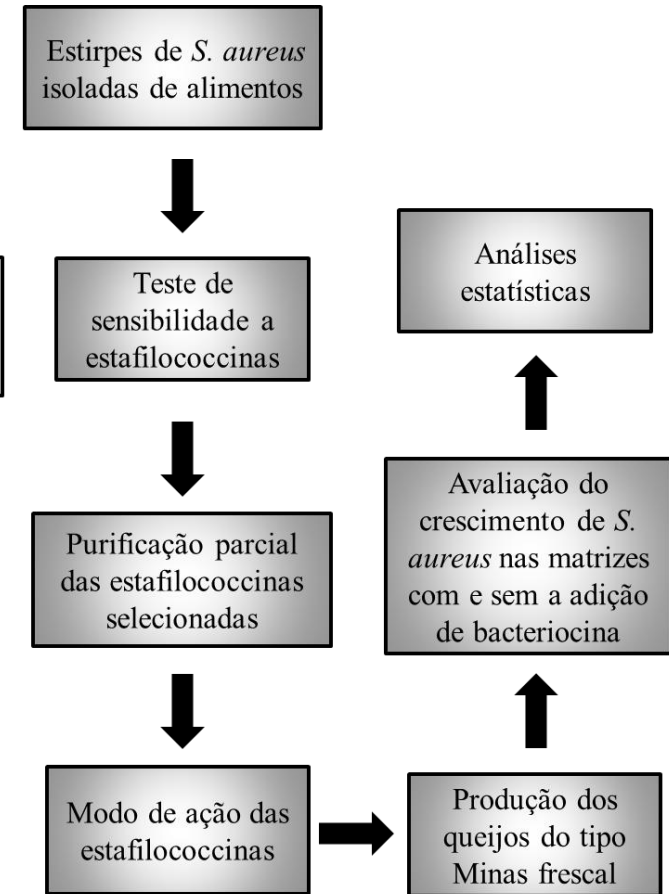 Estirpes de S. aureus
isoladas de alimentos
Teste de
sensibilidade a
estafilococcinas
Purificação parcial
das estafilococcinas
selecionadas
Modo de ação das
estafilococcinas
Produção dos
queijos do tipo
Minas frescal
Avaliação do
crescimento de S.
aureus nas matrizes
com e sem a adição
de bacteriocina
Análises
estatísticas